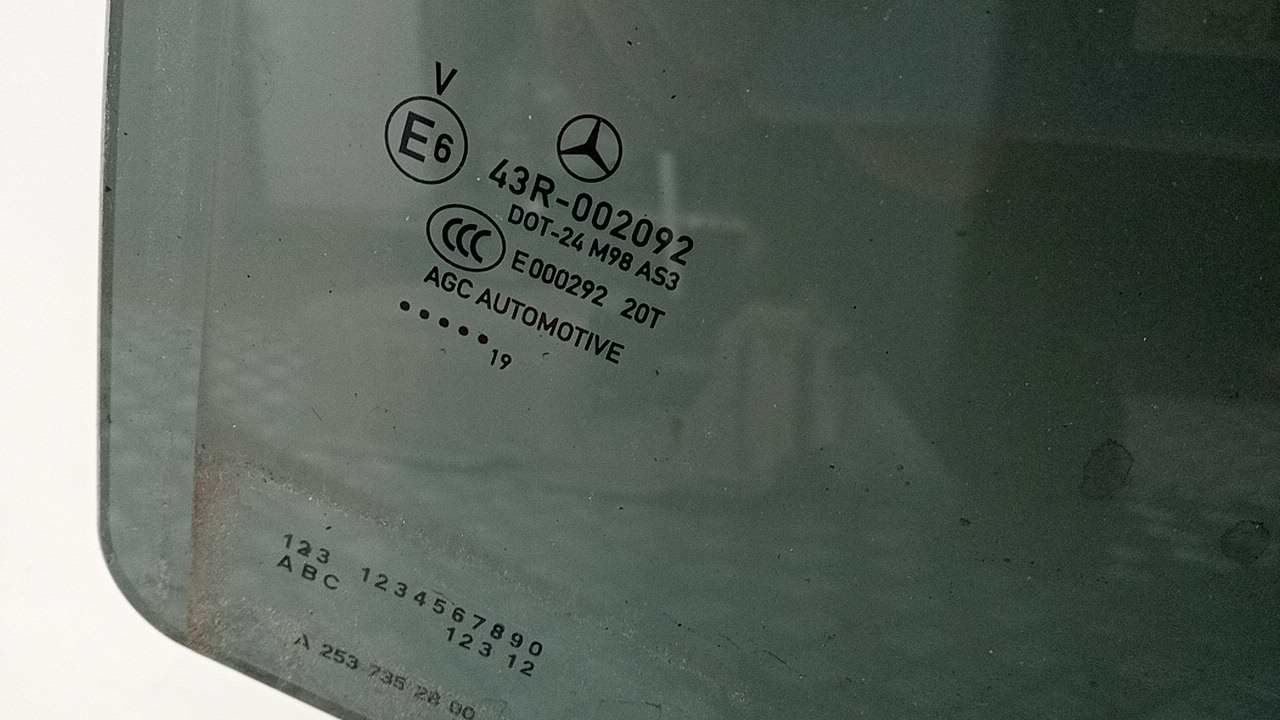 V
E6
43R-002092
DOT-24 M98 AS3
CCC E000292 20T
AGC AUTOMOTIVE
.....19
123 1234567890
ABC 123 12
A 253 735 28 00